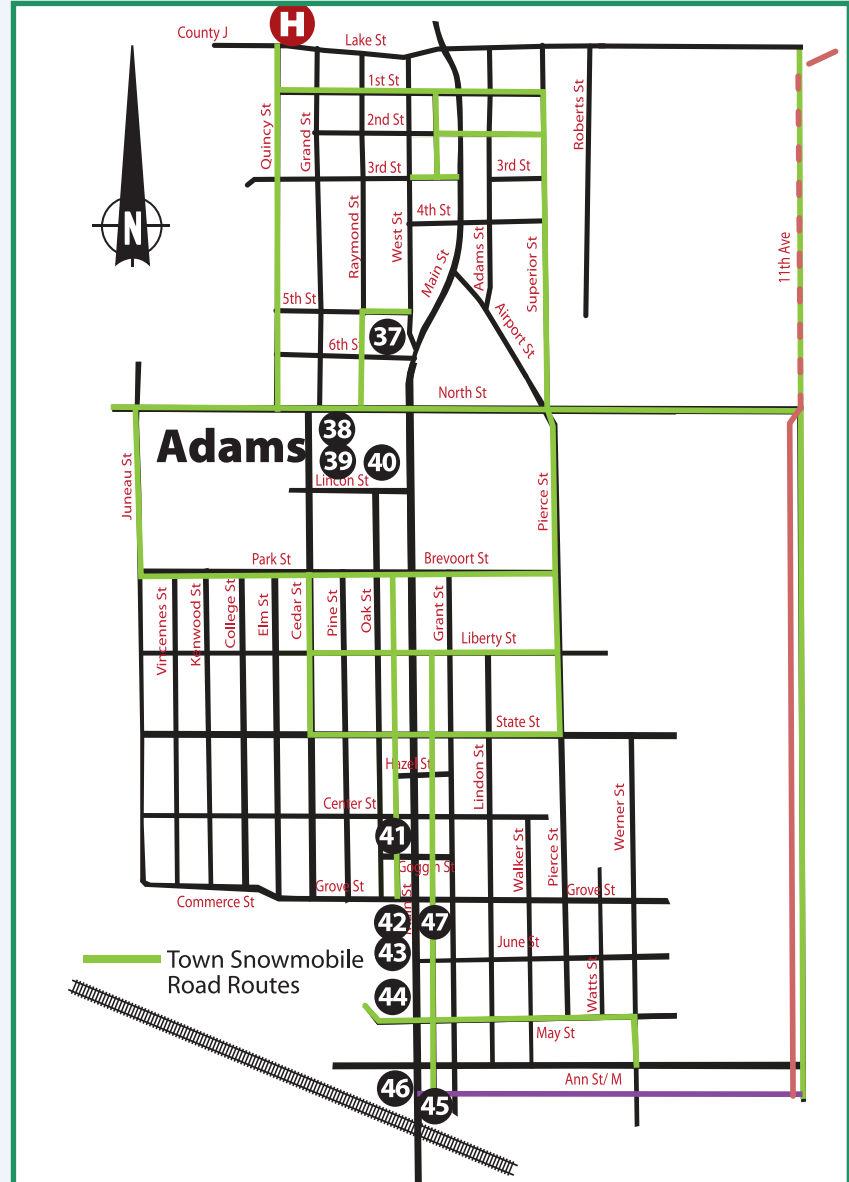 H
County J
Lake St
1st St
Quincy St
Grand St
2nd St
Roberts St
3rd St
3rd St
Raymond St
West St
4th St
N
Main St
Adams St
Superior St
11th Ave
5th St
Airport St
37
6th S
North St
38
Adams
39
40
Lincon St
Juneau St
Pierce St
Park St
Brevoort St
Vincennes St
Kenwood St
College St
Elm St
Cedar St
Pine St
Oak St
Grant St
Liberty St
State St
Hazel St
Lindon St
Center St
Werner St
41
Walker St
Pierce St
Goggin St
Grove St
Grove St
Commerce St
Main St
42
47
June St
43
Town Snowmobile
Road Routes
Watts St
44
May St
Ann St/ M
46
45